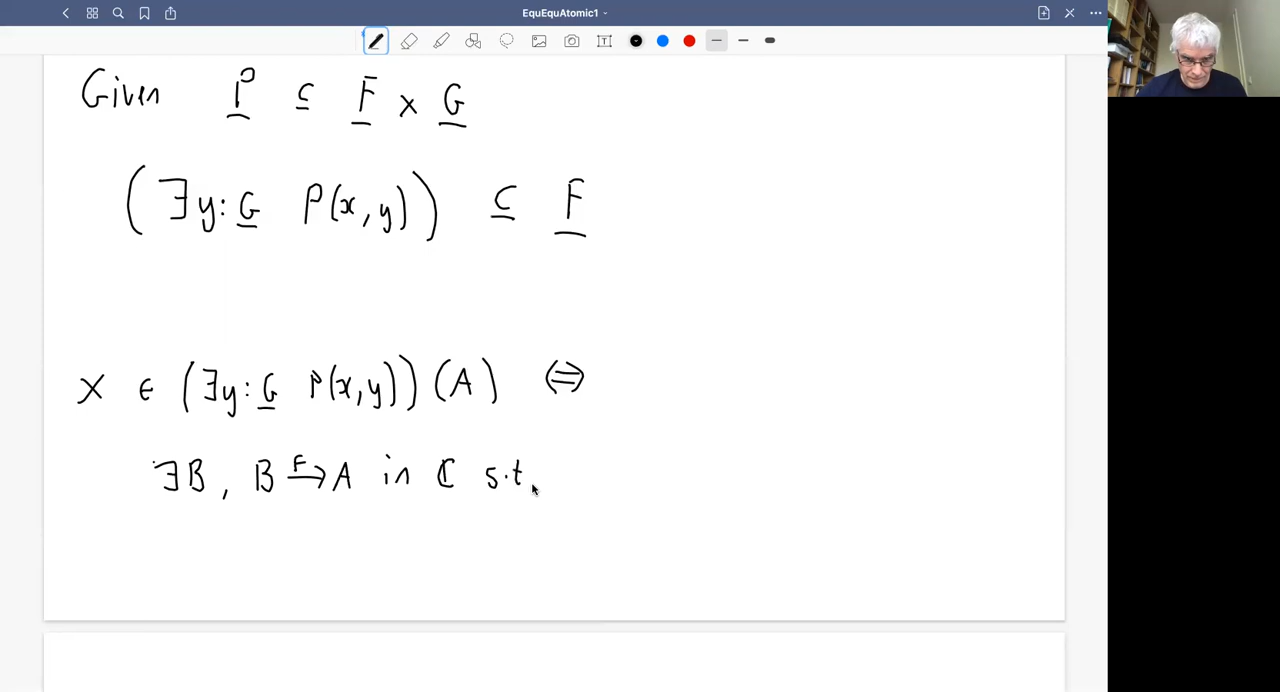 EquEquAtomic1
Given P ⊆ F × G
(∃y:G P(x,y)) ⊆ F
X ∈ (∃y:G P(x,y))(A) ⇔
∃B, B →^F A in ℂ s.t.